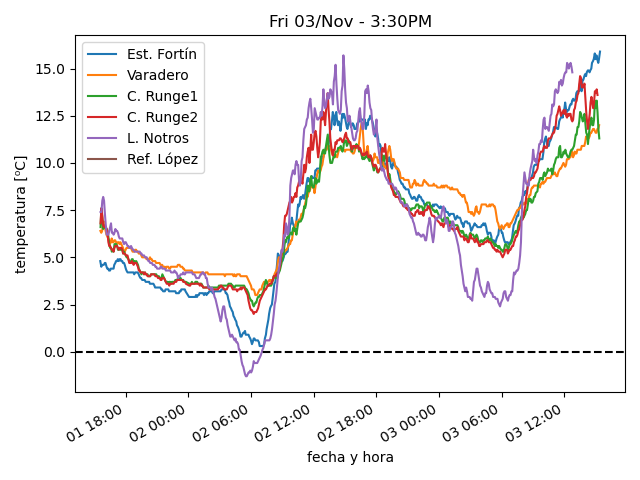 Fri 03/Nov - 3:30PM
Est. Fortín
Varadero
C. Runge1
C. Runge2
L. Notros
Ref. López
temperatura [°C]
15.0
12.5
10.0
7.5
5.0
2.5
0.0
01 18:00
02 00:00
02 06:00
02 12:00
02 18:00
03 00:00
03 06:00
03 12:00
fecha y hora